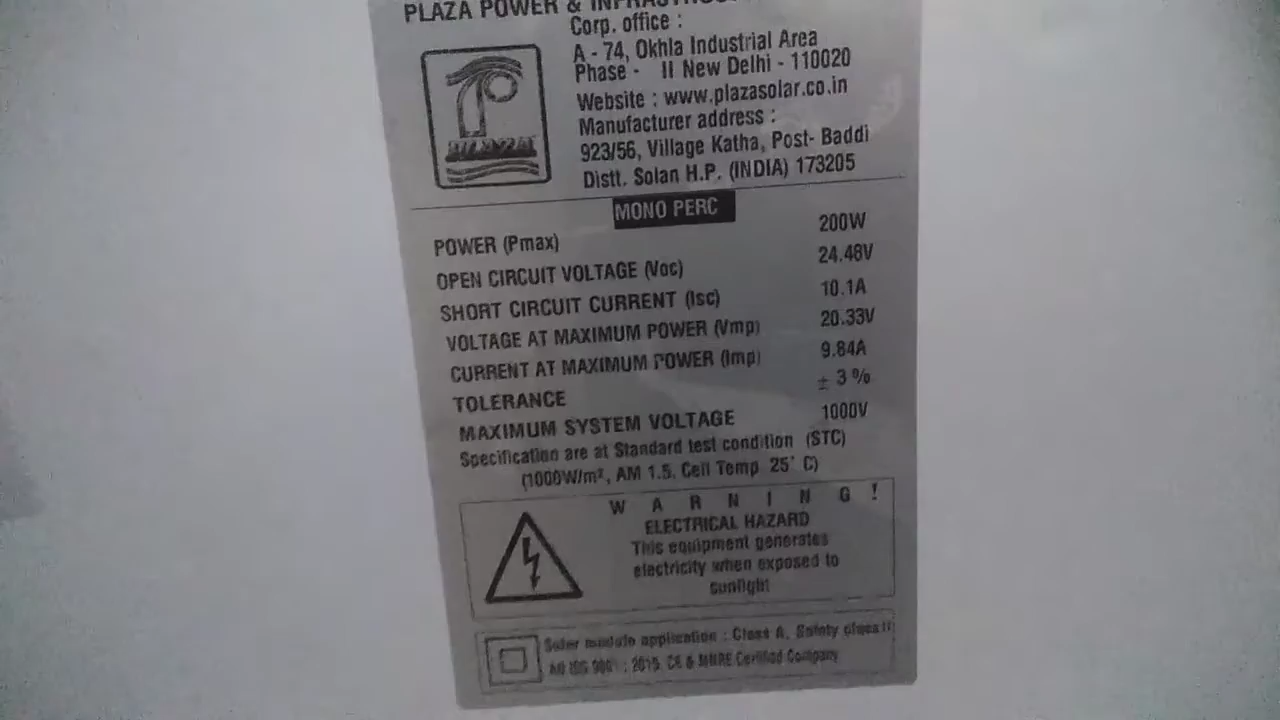 PLAZA POWER &
Corp. office :
A - 74, Okhla Industrial Area
Phase - II New Delhi - 110020
Website : www.plazasolar.co.in
Manufacturer address :
923/56, Village Katha, Post- Baddi
Distt. Solan H.P. (INDIA) 173205
PLAZA
MONO PERC
POWER (Pmax) 200W
OPEN CIRCUIT VOLTAGE (Voc) 24.48V
SHORT CIRCUIT CURRENT (Isc) 10.1A
VOLTAGE AT MAXIMUM POWER (Vmp) 20.33V
CURRENT AT MAXIMUM POWER (Imp) 9.84A
TOLERANCE ± 3%
MAXIMUM SYSTEM VOLTAGE 1000V
Specification are at Standard test condition (STC)
(1000W/m², AM 1.5. Cell Temp 25° C)
WARNING!
ELECTRICAL HAZARD
This equipment generates
electricity when exposed to
sunlight
Solar module application : Class A, Safety class II
An ISO 9001 : 2015, CE & MNRE Certified Company